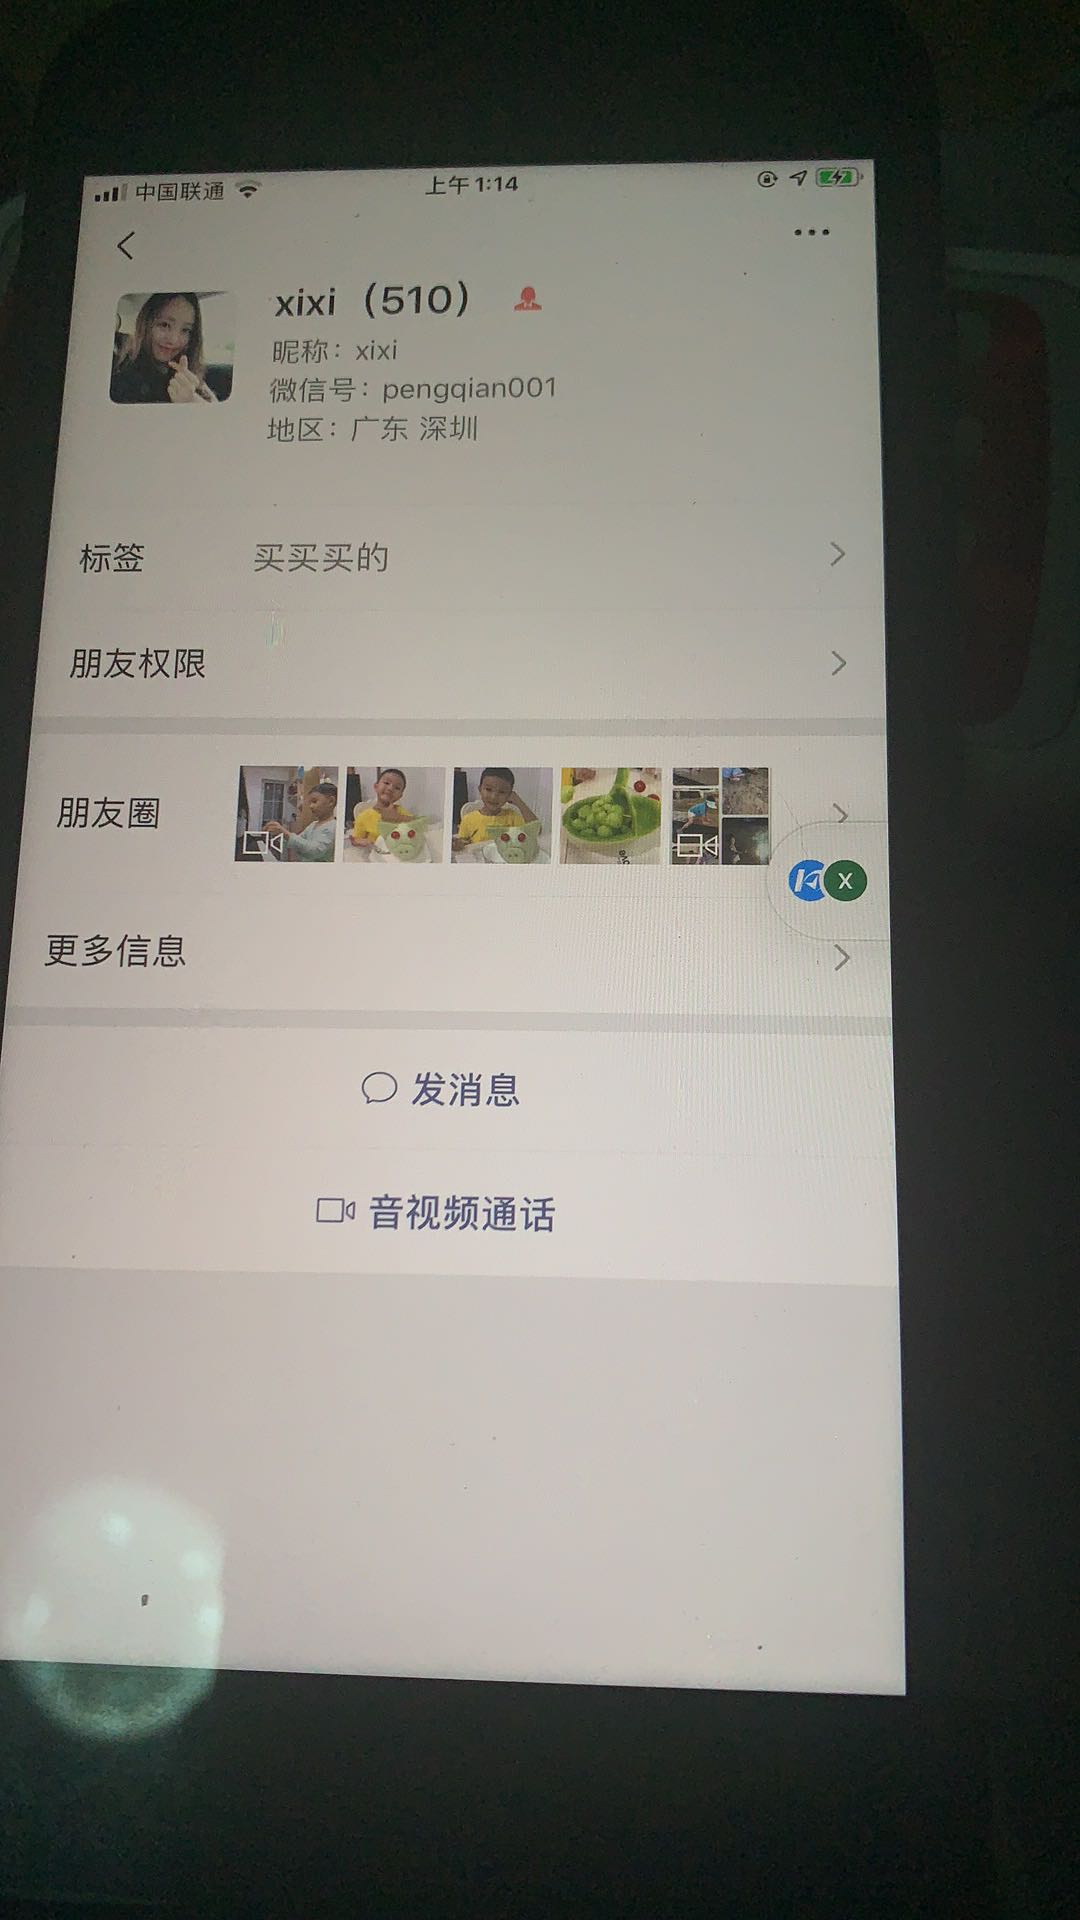 中国联通
上午1:14
xixi（510）
昵称：xixi
微信号：pengqian001
地区：广东 深圳
标签 买买买的
朋友权限
朋友圈
X
更多信息
发消息
音视频通话